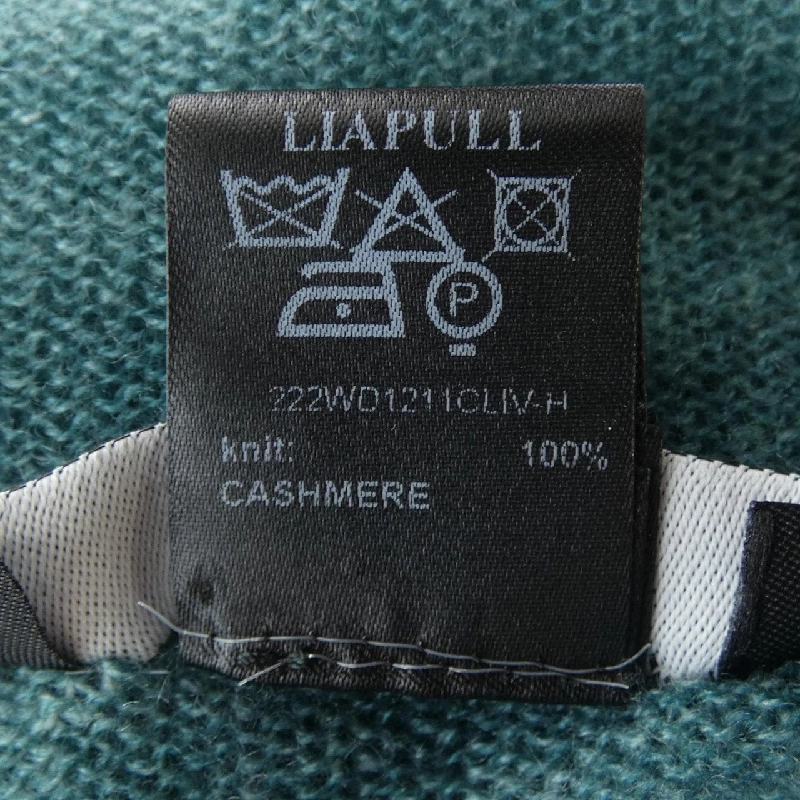 LIAPULL
P
222WD1211CLIV-H
knit: 100%
CASHMERE